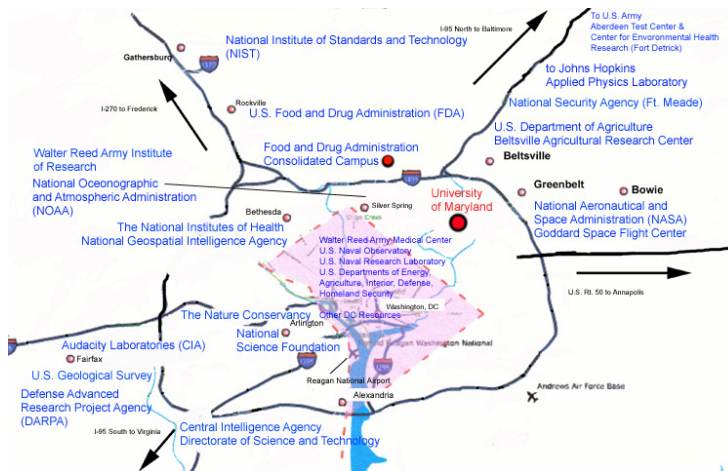 To U.S. Army
Aberdeen Test Center &
Center for Environmental Health
Research (Fort Detrick)
I-95 North to Baltimore
National Institute of Standards and Technology
(NIST)
Gathersburg
to Johns Hopkins
Applied Physics Laboratory
National Security Agency (Ft. Meade)
I-270 to Frederick
Rockville
U.S. Food and Drug Administration (FDA)
U.S. Department of Agriculture
Beltsville Agricultural Research Center
Beltsville
Food and Drug Administration
Consolidated Campus
Walter Reed Army Institute
of Research
National Oceonographic
and Atmospheric Administration
(NOAA)
Silver Spring
University
of Maryland
Greenbelt
Bowie
National Aeronautical and
Space Administration (NASA)
Goddard Space Flight Center
Bethesda
The National Institutes of Health
National Geospatial Intelligence Agency
Creek
Walter Reed Army Medical Center
U.S. Naval Observatory
U.S. Naval Research Laboratory
U.S. Departments of Energy,
Agriculture, Interior, Defense,
Homeland Security
Washington, DC
Other DC Resources
U.S. Rt. 50 to Annapolis
The Nature Conservancy
Arlington
National
Science Foundation
Reagan Washington National
Audacity Laboratories (CIA)
Fairfax
U.S. Geological Survey
Reagan National Airport
Andrews Air Force Base
Defense Advanced
Research Project Agency
(DARPA)
Alexandria
I-95 South to Virginia
Central Intelligence Agency
Directorate of Science and Technology